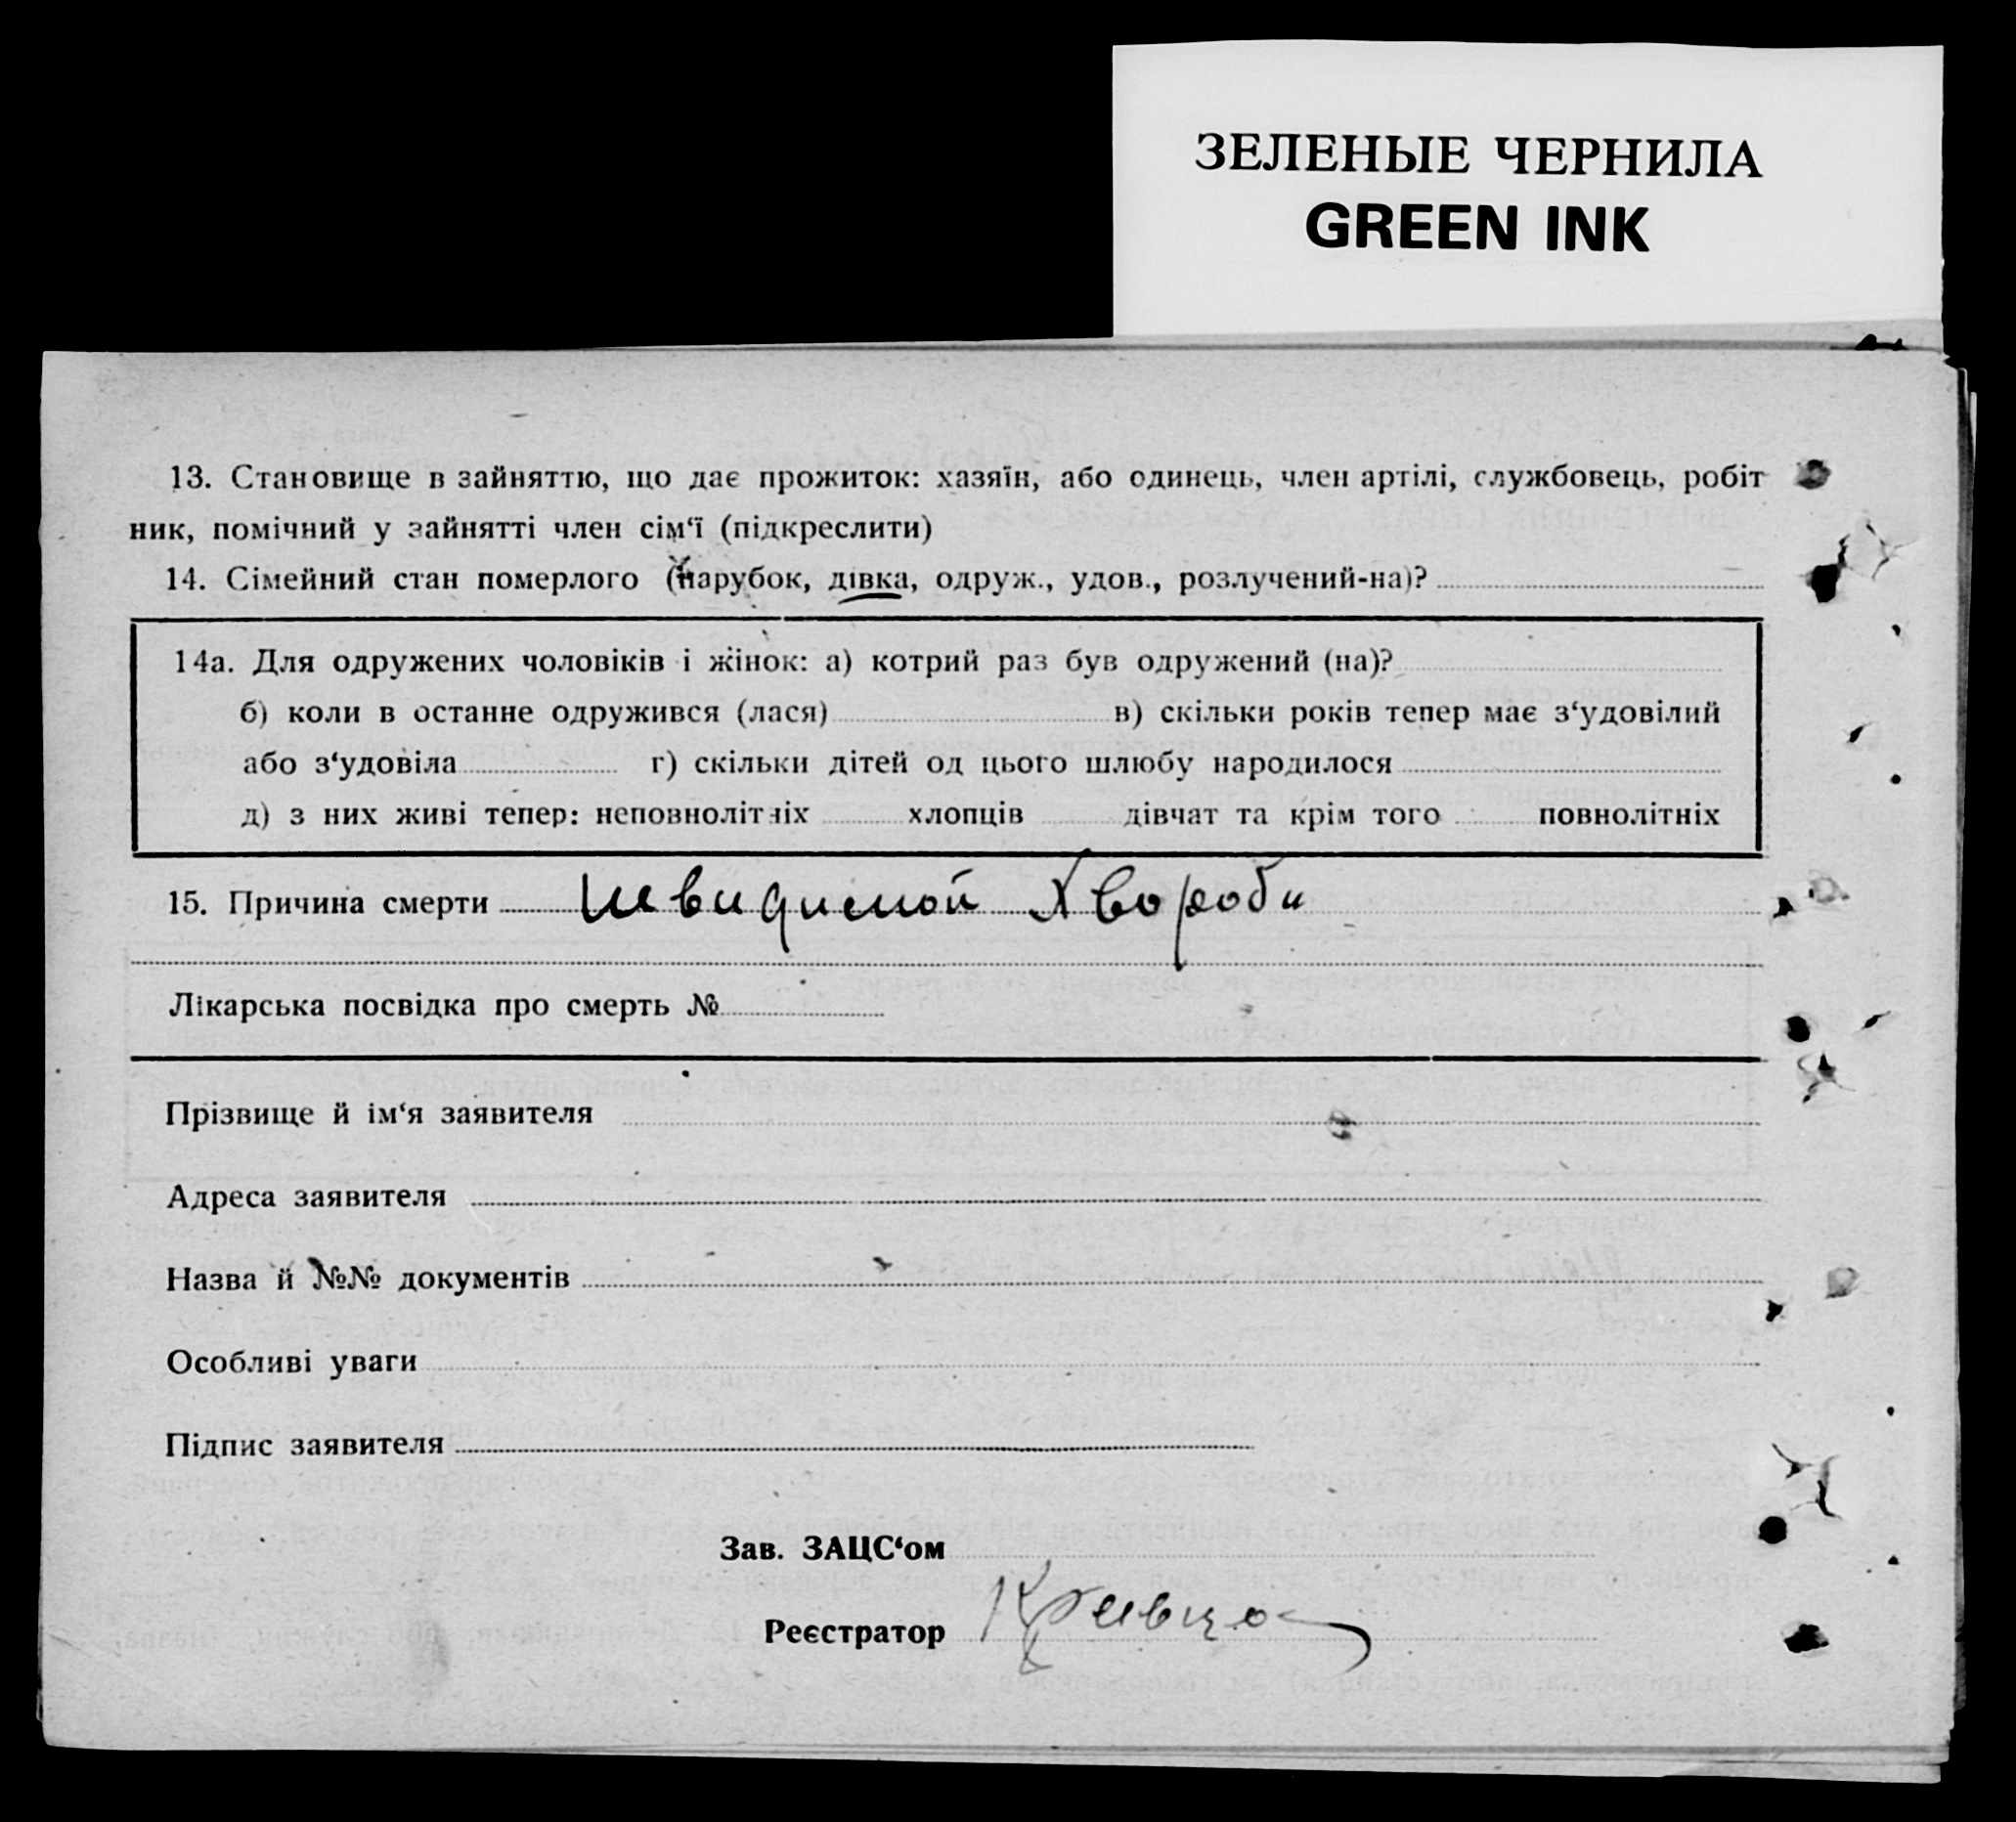 ЗЕЛЕНЫЕ ЧЕРНИЛА
GREEN INK
13. Становище в зайняттю, що дає прожиток: хазяїн, або одинець, член артілі, службовець, робіт
ник, помічний у зайнятті член сім‘ї (підкреслити)
14. Сімейний стан померлого (парубок, дівка, одруж., удов., розлучений-на)?
14а. Для одружених чоловіків і жінок: а) котрий раз був одружений (на)?
б) коли в останне одружився (лася) в) скільки років тепер має з‘удовілий
або з‘удовіла г) скільки дітей од цього шлюбу народилося
д) з них живі тепер: неповнолітніх хлопців дівчат та крім того повнолітніх
15. Причина смерти хвороби
Лікарська посвідка про смерть №
Прізвище й ім‘я заявителя
Адреса заявителя
Назва й №№ документів
Особливі уваги
Підпис заявителя
Зав. ЗАЦС‘ом
Реєстратор